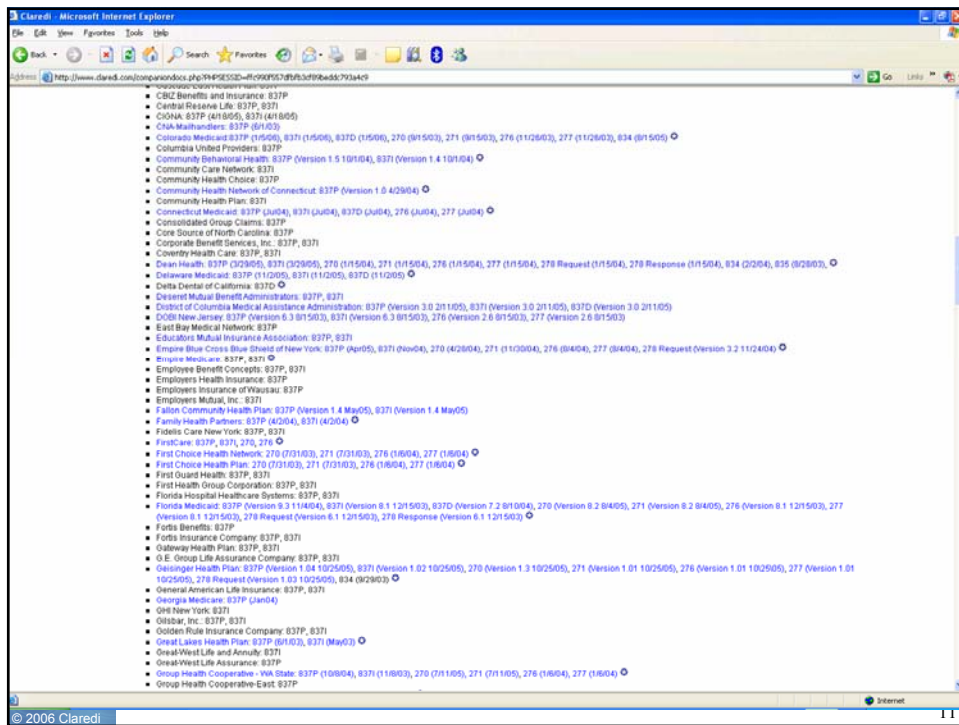 Claredi - Microsoft Internet Explorer
File Edit View Favorites Tools Help
Back Search Favorites
Address http://www.claredi.com/companiondocs.php?PHPSESSID=ffc990f557dfbfb3cf89beddc793a4c9 Go Links
CBIZ Benefits and Insurance: 837P
Central Reserve Life: 837P, 837I
CIGNA: 837P (4/18/05), 837I (4/18/05)
CNA-Mailhandlers: 837P (6/1/03)
Colorado Medicaid:837P (1/5/06), 837I (1/5/06), 837D (1/5/06), 270 (9/15/03), 271 (9/15/03), 276 (11/26/03), 277 (11/26/03), 834 (8/15/05)
Columbia United Providers: 837P
Community Behavioral Health: 837P (Version 1.5 10/1/04), 837I (Version 1.4 10/1/04)
Community Care Network: 837I
Community Health Choice: 837P
Community Health Network of Connecticut: 837P (Version 1.0 4/29/04)
Community Health Plan: 837I
Connecticut Medicaid: 837P (Jul04), 837I (Jul04), 837D (Jul04), 276 (Jul04), 277 (Jul04)
Consolidated Group Claims: 837P
Core Source of North Carolina: 837P
Corporate Benefit Services, Inc.: 837P, 837I
Coventry Health Care: 837P, 837I
Dean Health: 837P (3/29/05), 837I (3/29/05), 270 (1/15/04), 271 (1/15/04), 276 (1/15/04), 277 (1/15/04), 278 Request (1/15/04), 278 Response (1/15/04), 834 (2/2/04), 835 (8/28/03),
Delaware Medicaid: 837P (11/2/05), 837I (11/2/05), 837D (11/2/05)
Delta Dental of California: 837D
Deseret Mutual Benefit Administrators: 837P, 837I
District of Columbia Medical Assistance Administration: 837P (Version 3.0 2/11/05), 837I (Version 3.0 2/11/05), 837D (Version 3.0 2/11/05)
DOBI New Jersey: 837P (Version 6.3 8/15/03), 837I (Version 6.3 8/15/03), 276 (Version 2.6 8/15/03), 277 (Version 2.6 8/15/03)
East Bay Medical Network: 837P
Educators Mutual Insurance Association: 837P, 837I
Empire Blue Cross Blue Shield of New York: 837P (Apr05), 837I (Nov04), 270 (4/28/04), 271 (11/30/04), 276 (8/4/04), 277 (8/4/04), 278 Request (Version 3.2 11/24/04)
Empire Medicare: 837P, 837I
Employee Benefit Concepts: 837P, 837I
Employers Health Insurance: 837P
Employers Insurance of Wausau: 837P
Employers Mutual, Inc.: 837I
Fallon Community Health Plan: 837P (Version 1.4 May05), 837I (Version 1.4 May05)
Family Health Partners: 837P (4/2/04), 837I (4/2/04)
Fidelis Care New York: 837P, 837I
FirstCare: 837P, 837I, 270, 276
First Choice Health Network: 270 (7/31/03), 271 (7/31/03), 276 (1/6/04), 277 (1/6/04)
First Choice Health Plan: 270 (7/31/03), 271 (7/31/03), 276 (1/6/04), 277 (1/6/04)
First Guard Health: 837P, 837I
First Health Group Corporation: 837P, 837I
Florida Hospital Healthcare Systems: 837P, 837I
Florida Medicaid: 837P (Version 9.3 11/4/04), 837I (Version 8.1 12/15/03), 837D (Version 7.2 8/10/04), 270 (Version 8.2 8/4/05), 271 (Version 8.2 8/4/05), 276 (Version 8.1 12/15/03), 277
(Version 8.1 12/15/03), 278 Request (Version 6.1 12/15/03), 278 Response (Version 6.1 12/15/03)
Fortis Benefits: 837P
Fortis Insurance Company: 837P, 837I
Gateway Health Plan: 837P, 837I
G.E. Group Life Assurance Company: 837P, 837I
Geisinger Health Plan: 837P (Version 1.04 10/25/05), 837I (Version 1.02 10/25/05), 270 (Version 1.3 10/25/05), 271 (Version 1.01 10/25/05), 276 (Version 1.01 10\25\05), 277 (Version 1.01
10/25/05), 278 Request (Version 1.03 10/25/05), 834 (9/29/03)
General American Life Insurance: 837P, 837I
Georgia Medicare: 837P (Jan04)
GHI New York: 837I
Gilsbar, Inc.: 837P, 837I
Golden Rule Insurance Company: 837P, 837I
Great Lakes Health Plan: 837P (6/1/03), 837I (May03)
Great-West Life and Annuity: 837I
Great-West Life Assurance: 837P
Group Health Cooperative - WA State: 837P (10/8/04), 837I (11/8/03), 270 (7/11/05), 271 (7/11/05), 276 (1/6/04), 277 (1/6/04)
Group Health Cooperative-East: 837P
Internet
© 2006 Claredi
11